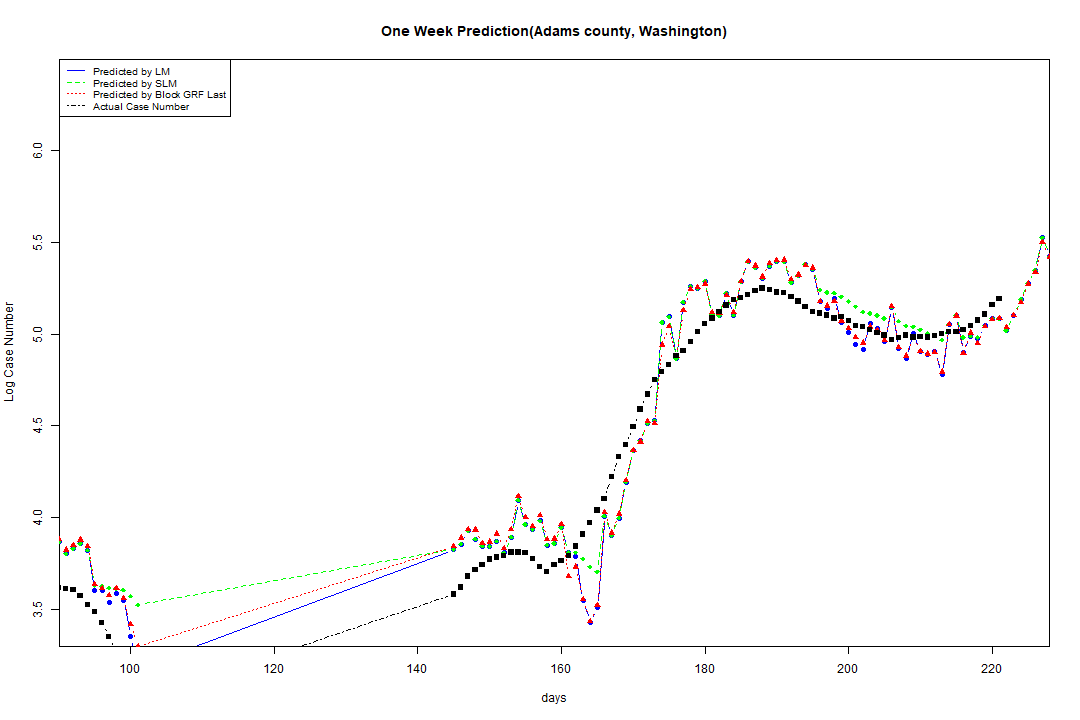 One Week Prediction(Adams county, Washington)
Predicted by LM
Predicted by SLM
Predicted by Block GRF Last
Actual Case Number
6.0
5.5
5.0
4.5
4.0
3.5
Log Case Number
100 120 140 160 180 200 220
days